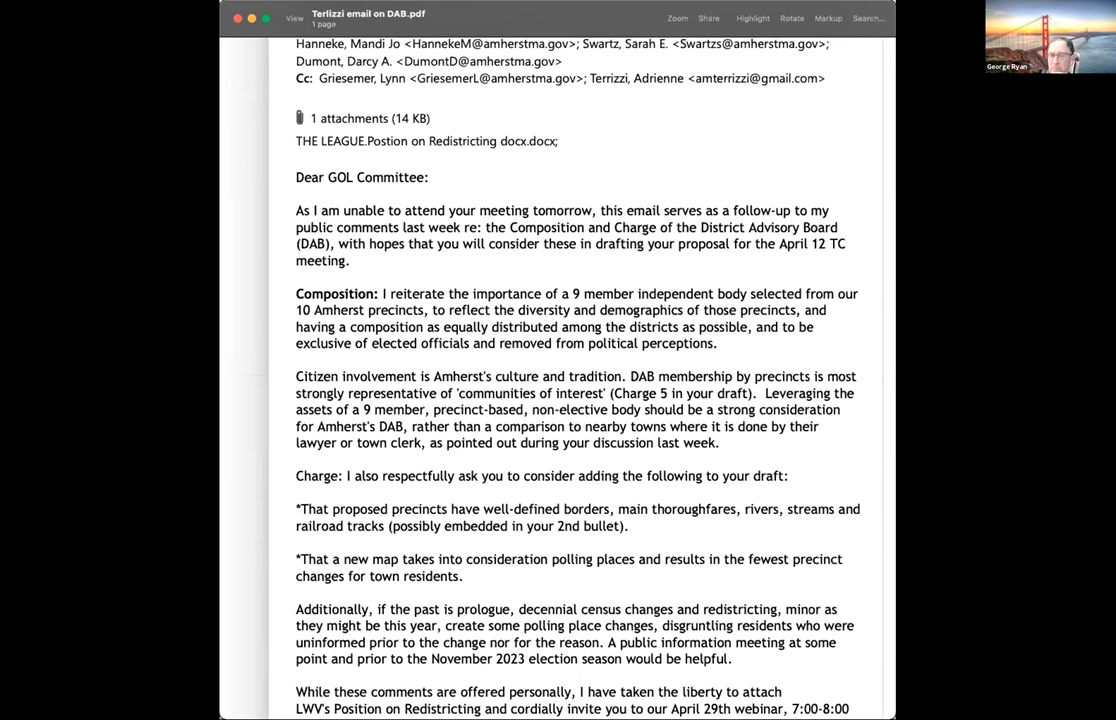 View
Terlizzi email on DAB.pdf
1 page
Zoom Share Highlight Rotate Markup Search...
George Ryan
Hanneke, Mandi Jo <HannekeM@amherstma.gov>; Swartz, Sarah E. <Swartzs@amherstma.gov>;
Dumont, Darcy A. <DumontD@amherstma.gov>
Cc: Griesemer, Lynn <GriesemerL@amherstma.gov>; Terrizzi, Adrienne <amterrizzi@gmail.com>
1 attachments (14 KB)
THE LEAGUE.Postion on Redistricting docx.docx;
Dear GOL Committee:
As I am unable to attend your meeting tomorrow, this email serves as a follow-up to my
public comments last week re: the Composition and Charge of the District Advisory Board
(DAB), with hopes that you will consider these in drafting your proposal for the April 12 TC
meeting.
Composition: I reiterate the importance of a 9 member independent body selected from our
10 Amherst precincts, to reflect the diversity and demographics of those precincts, and
having a composition as equally distributed among the districts as possible, and to be
exclusive of elected officials and removed from political perceptions.
Citizen involvement is Amherst's culture and tradition. DAB membership by precincts is most
strongly representative of 'communities of interest' (Charge 5 in your draft). Leveraging the
assets of a 9 member, precinct-based, non-elective body should be a strong consideration
for Amherst's DAB, rather than a comparison to nearby towns where it is done by their
lawyer or town clerk, as pointed out during your discussion last week.
Charge: I also respectfully ask you to consider adding the following to your draft:
*That proposed precincts have well-defined borders, main thoroughfares, rivers, streams and
railroad tracks (possibly embedded in your 2nd bullet).
*That a new map takes into consideration polling places and results in the fewest precinct
changes for town residents.
Additionally, if the past is prologue, decennial census changes and redistricting, minor as
they might be this year, create some polling place changes, disgruntling residents who were
uninformed prior to the change nor for the reason. A public information meeting at some
point and prior to the November 2023 election season would be helpful.
While these comments are offered personally, I have taken the liberty to attach
LWV's Position on Redistricting and cordially invite you to our April 29th webinar, 7:00-8:00